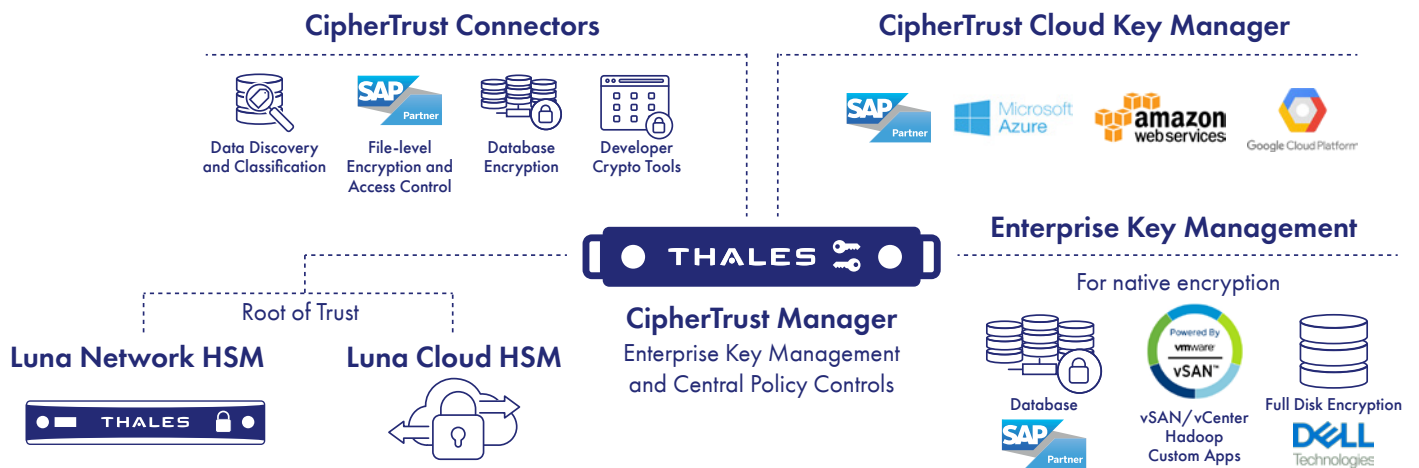 CipherTrust Connectors
Data Discovery
and Classification
SAP
Partner
File-level
Encryption and
Access Control
Database
Encryption
Developer
Crypto Tools
CipherTrust Cloud Key Manager
SAP
Partner
Microsoft
Azure
amazon
web services
Google Cloud Platform
THALES
CipherTrust Manager
Enterprise Key Management
and Central Policy Controls
Root of Trust
Luna Network HSM
THALES
Luna Cloud HSM
Enterprise Key Management
For native encryption
Database
SAP
Partner
Powered By
vmware
vSAN™
vSAN/vCenter
Hadoop
Custom Apps
Full Disk Encryption
DELL
Technologies